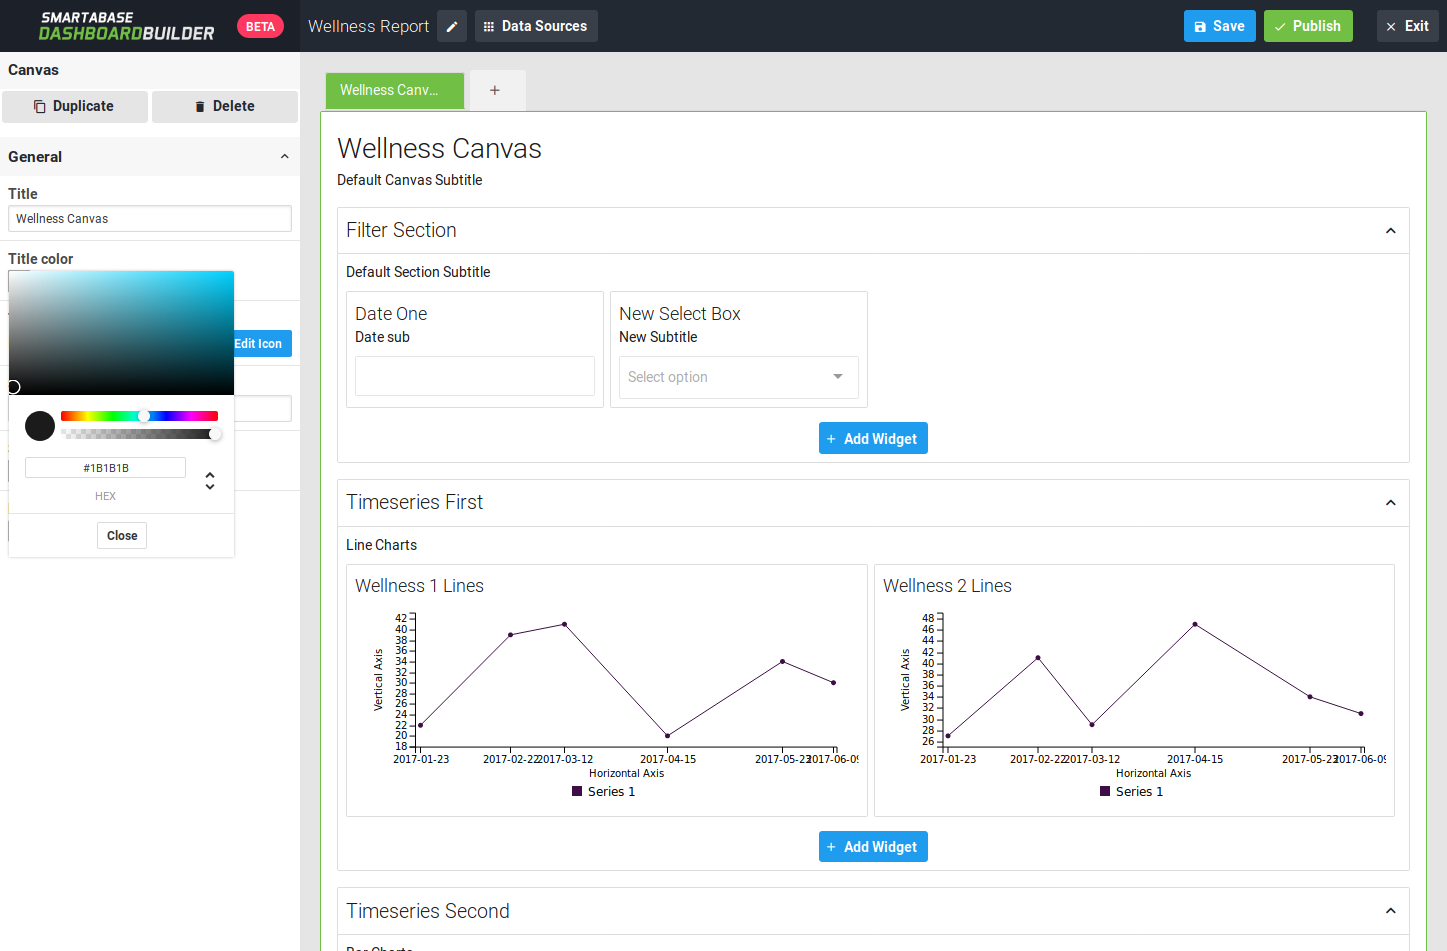 SMARTABASE
DASHBOARDBUILDER
BETA
Wellness Report
Data Sources
Save
Publish
Exit
Canvas
Duplicate
Delete
General
Title
Wellness Canvas
Title color
Edit Icon
#1B1B1B
HEX
Close
Wellness Canv...
+
Wellness Canvas
Default Canvas Subtitle
Filter Section
Default Section Subtitle
Date One
Date sub
New Select Box
New Subtitle
Select option
+ Add Widget
Timeseries First
Line Charts
Wellness 1 Lines
42
40
38
36
34
32
30
28
26
24
22
20
18
Vertical Axis
2017-01-23
2017-02-22
2017-03-12
2017-04-15
2017-05-23
2017-06-09
Horizontal Axis
Series 1
Wellness 2 Lines
48
46
44
42
40
38
36
34
32
30
28
26
Vertical Axis
2017-01-23
2017-02-22
2017-03-12
2017-04-15
2017-05-23
2017-06-09
Horizontal Axis
Series 1
+ Add Widget
Timeseries Second
Bar Charts